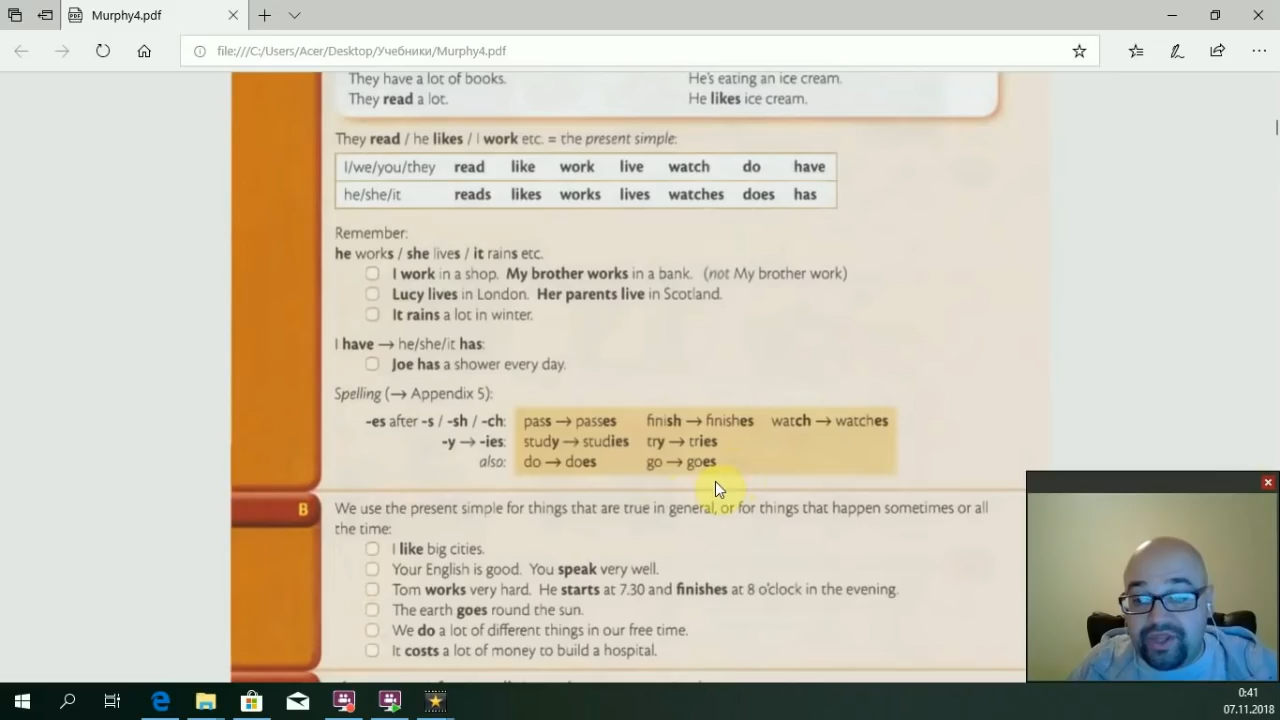 Murphy4.pdf
file:///C:/Users/Acer/Desktop/Учебники/Murphy4.pdf
They have a lot of books. He's eating an ice cream.
They read a lot. He likes ice cream.
They read / he likes / I work etc. = the present simple:
I/we/you/they read like work live watch do have
he/she/it reads likes works lives watches does has
Remember:
he works / she lives / it rains etc.
I work in a shop. My brother works in a bank. (not My brother work)
Lucy lives in London. Her parents live in Scotland.
It rains a lot in winter.
I have → he/she/it has:
Joe has a shower every day.
Spelling (→ Appendix 5):
-es after -s / -sh / -ch: pass → passes finish → finishes watch → watches
-y → -ies: study → studies try → tries
also: do → does go → goes
B We use the present simple for things that are true in general, or for things that happen sometimes or all
the time:
I like big cities.
Your English is good. You speak very well.
Tom works very hard. He starts at 7.30 and finishes at 8 o'clock in the evening.
The earth goes round the sun.
We do a lot of different things in our free time.
It costs a lot of money to build a hospital.
0:41
07.11.2018